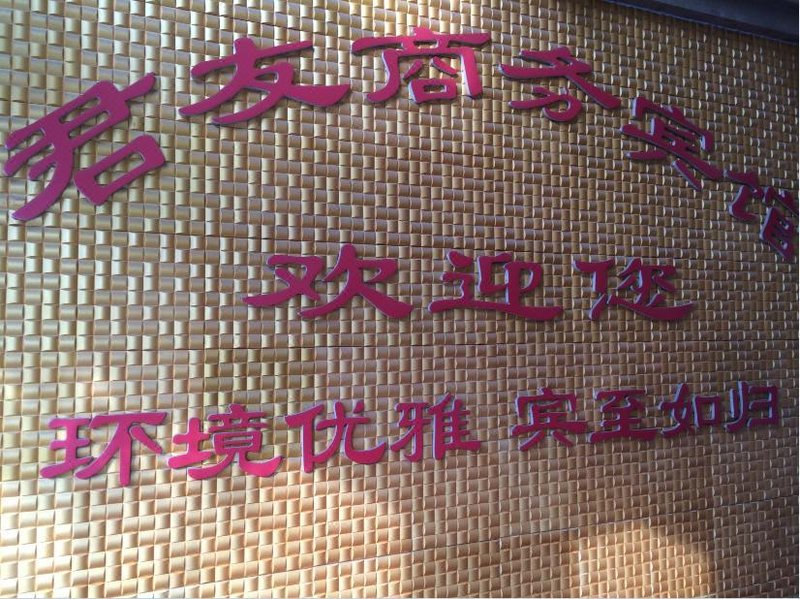 君友商务宾馆
欢迎您
环境优雅 宾至如归